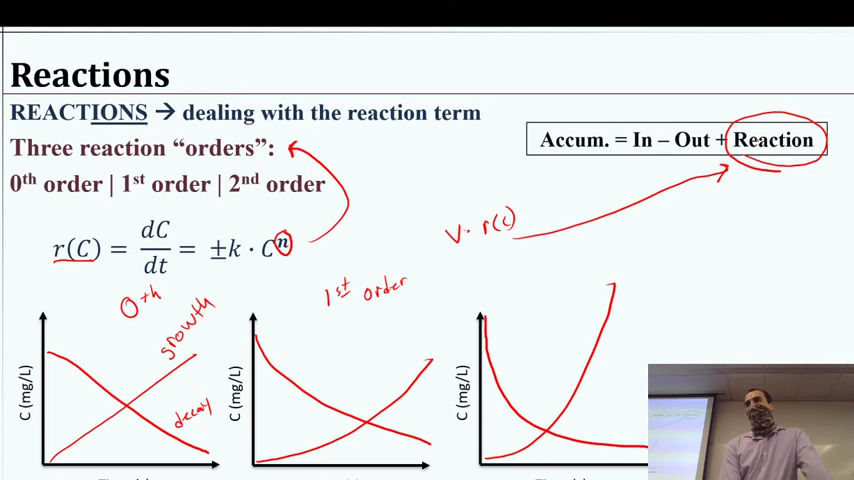 Reactions
REACTIONS → dealing with the reaction term
Accum. = In – Out + Reaction
Three reaction “orders”:
0th order | 1st order | 2nd order
r(C) = dC/dt = ±k · Cⁿ
V · r(C)
0th
growth
decay
1st order
C (mg/L)
C (mg/L)
C (mg/L)